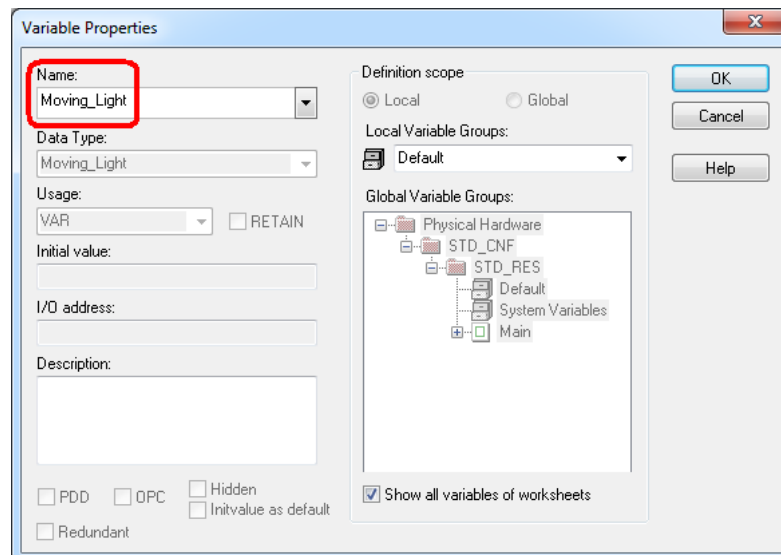 Variable Properties
Name:
Moving_Light
Data Type:
Moving_Light
Usage:
VAR
RETAIN
Initial value:
I/O address:
Description:
PDD
OPC
Hidden
Initvalue as default
Redundant
Definition scope
Local
Global
Local Variable Groups:
Default
Global Variable Groups:
Physical Hardware
STD_CNF
STD_RES
Default
System Variables
Main
Show all variables of worksheets
OK
Cancel
Help